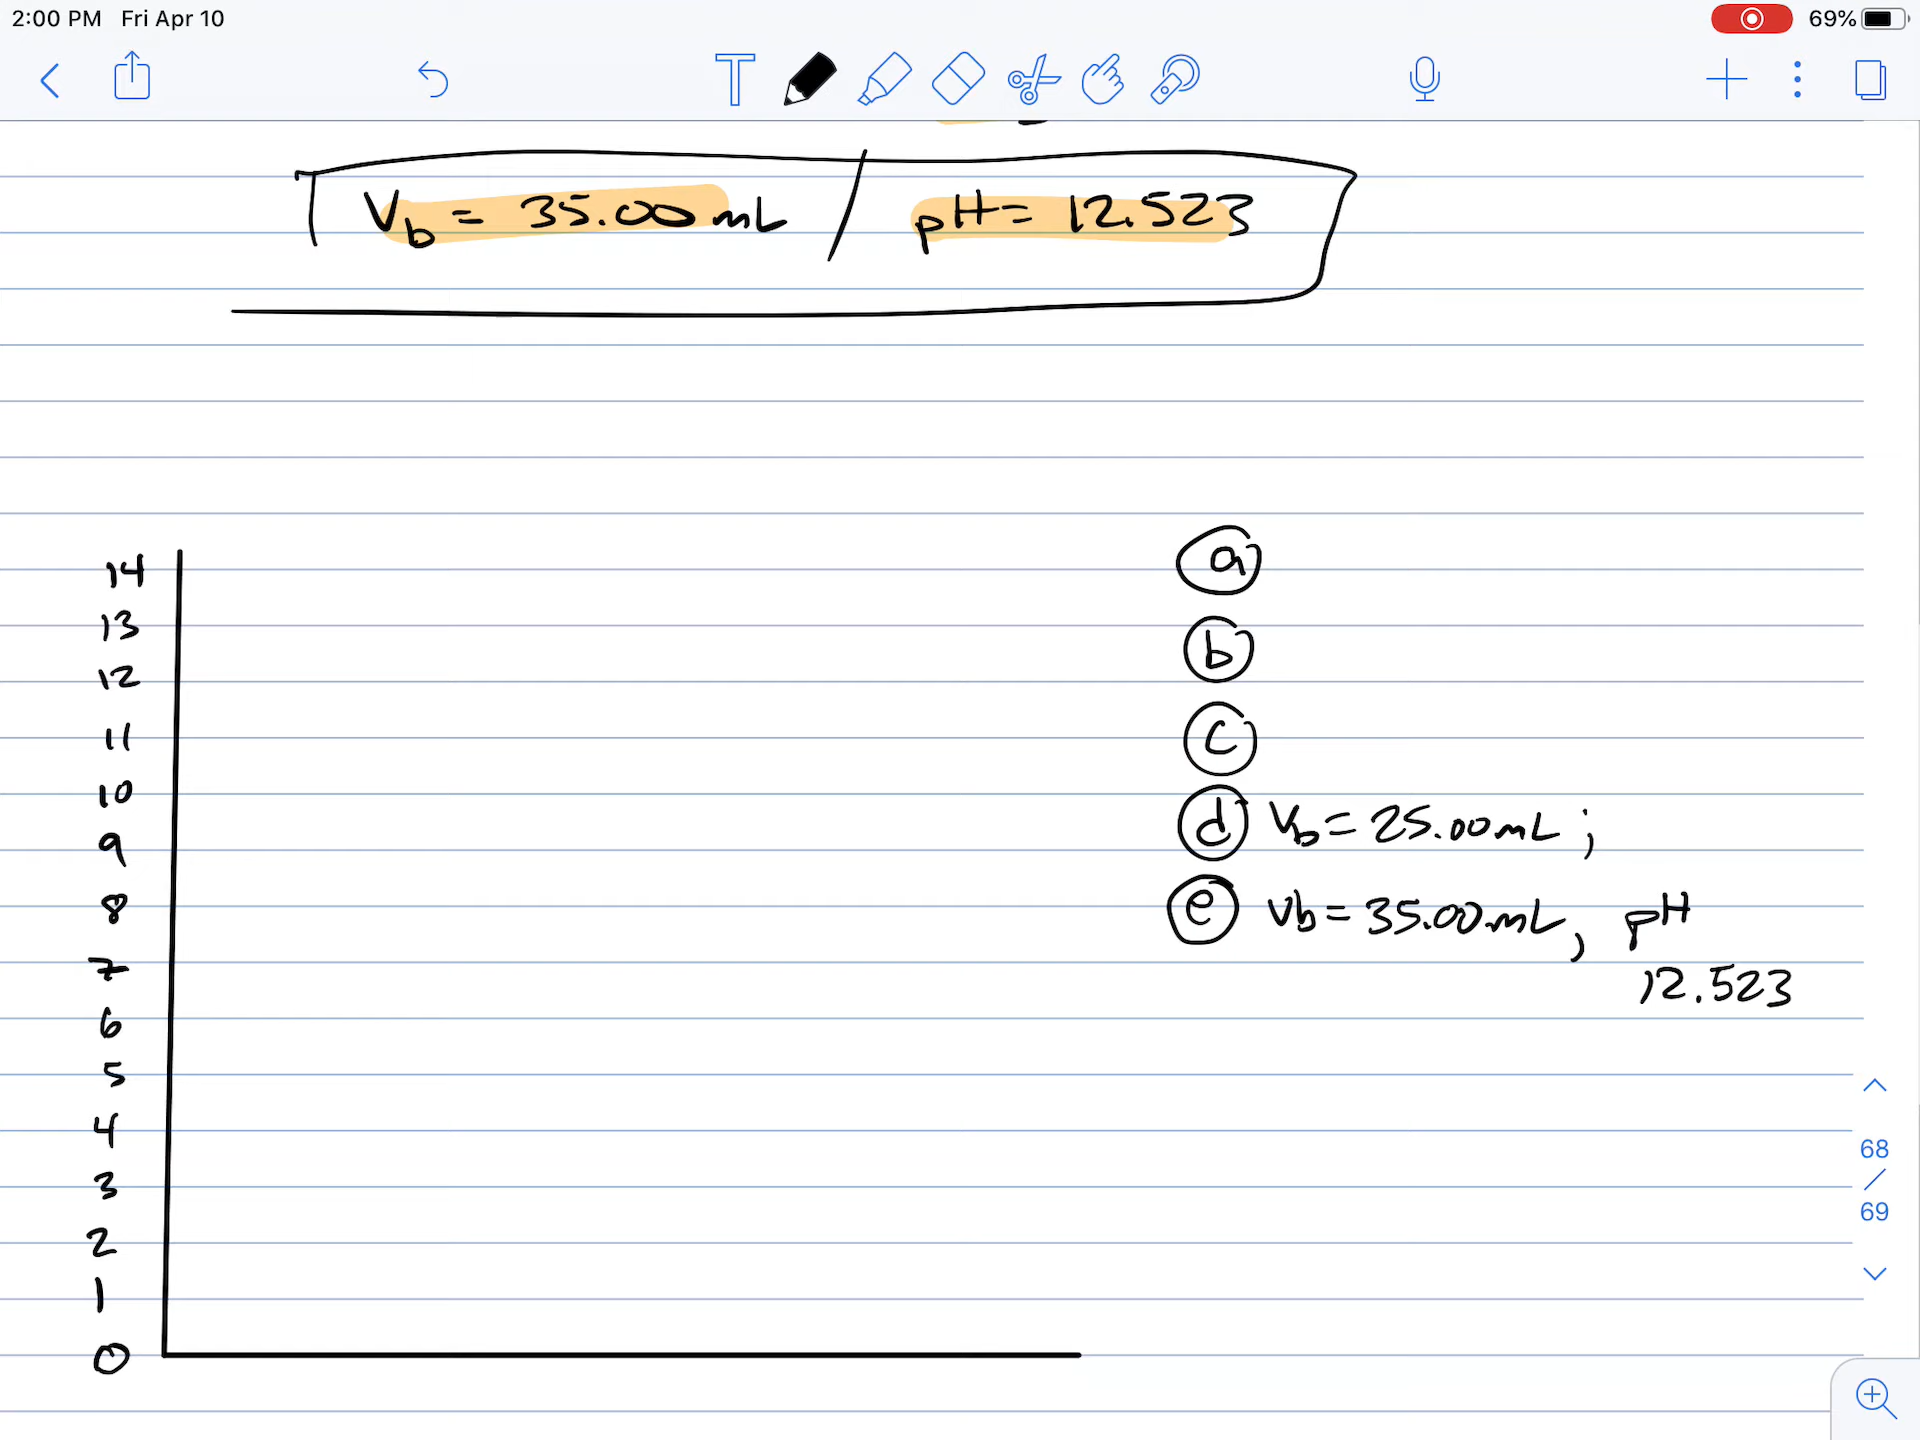 2:00 PM Fri Apr 10 69%
T
Vb = 35.00 mL / pH = 12.523
14
13
12
11
10
9
8
7
6
5
4
3
2
1
0
a
b
c
d Vb = 25.00 mL ;
e Vb = 35.00 mL, pH
12.523
68
/
69